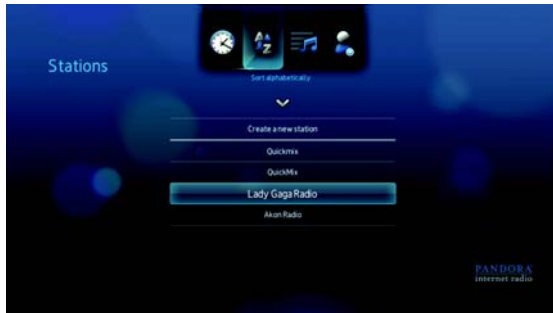 Stations
Sort alphabetically
Create a new station
Quickmix
QuickMix
Lady Gaga Radio
Akon Radio
PANDORA
internet radio